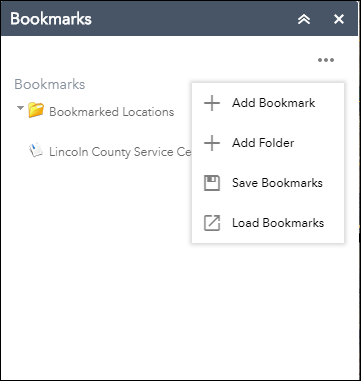 Bookmarks
Bookmarks
Bookmarked Locations
Lincoln County Service Ce
Add Bookmark
Add Folder
Save Bookmarks
Load Bookmarks